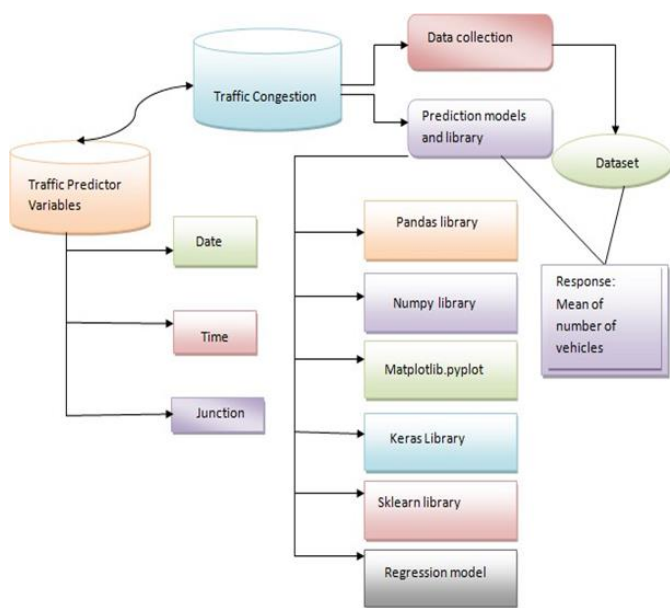 Traffic Congestion
Data collection
Prediction models
and library
Dataset
Traffic Predictor
Variables
Date
Time
Junction
Pandas library
Numpy library
Matplotlib.pyplot
Keras Library
Sklearn library
Regression model
Response:
Mean of
number of
vehicles